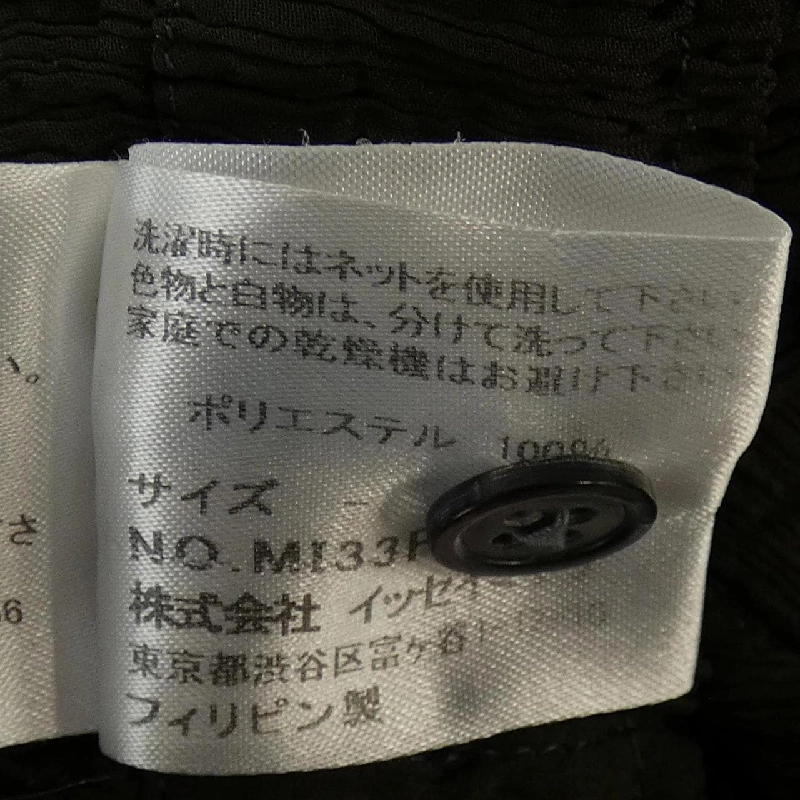 い。
さ
洗濯時にはネットを使用して下さい
色物と白物は、分けて洗って下さい
家庭での乾燥機はお避け下さい
ポリエステル 100%
サイズ -
NO.MI33F
株式会社 イッセイ
東京都渋谷区富ヶ谷
フィリピン製